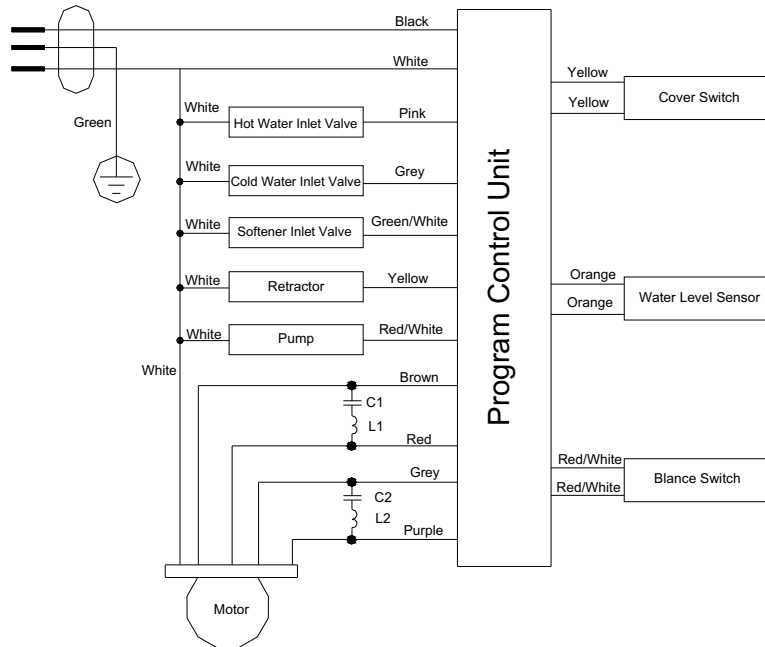 Black
White
Green
White
Hot Water Inlet Valve
Pink
White
Cold Water Inlet Valve
Grey
White
Softener Inlet Valve
Green/White
White
Retractor
Yellow
White
Pump
Red/White
White
Brown
C1
L1
Red
Grey
C2
L2
Purple
Motor
Program Control Unit
Yellow
Yellow
Cover Switch
Orange
Orange
Water Level Sensor
Red/White
Red/White
Blance Switch